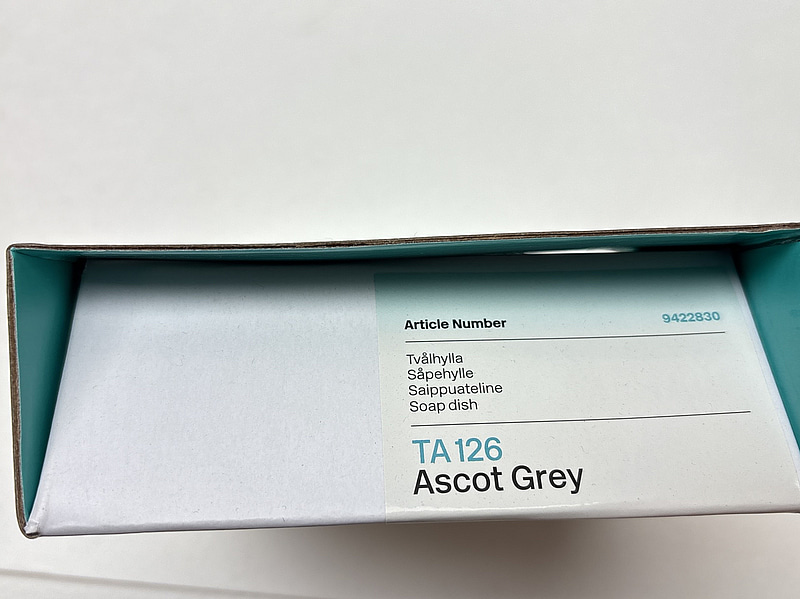 Article Number 9422830
Tvålhylla
Såpehylle
Saippuateline
Soap dish
TA 126
Ascot Grey